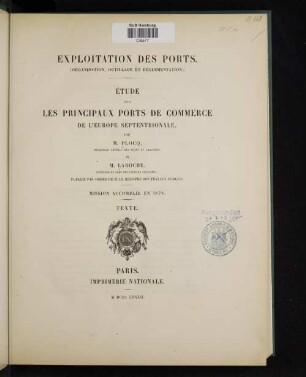 EXPLOITATION DES PORTS.
(ORGANISATION, OUTILLAGE ET RÉGLEMENTATION.)
ÉTUDE
SUR
LES PRINCIPAUX PORTS DE COMMERCE
DE L'EUROPE SEPTENTRIONALE,
PAR
M. PLOCQ,
ET
M. LAROCHE,
MISSION ACCOMPLIE EN 1878.
TEXTE.
PARIS.
IMPRIMERIE NATIONALE.